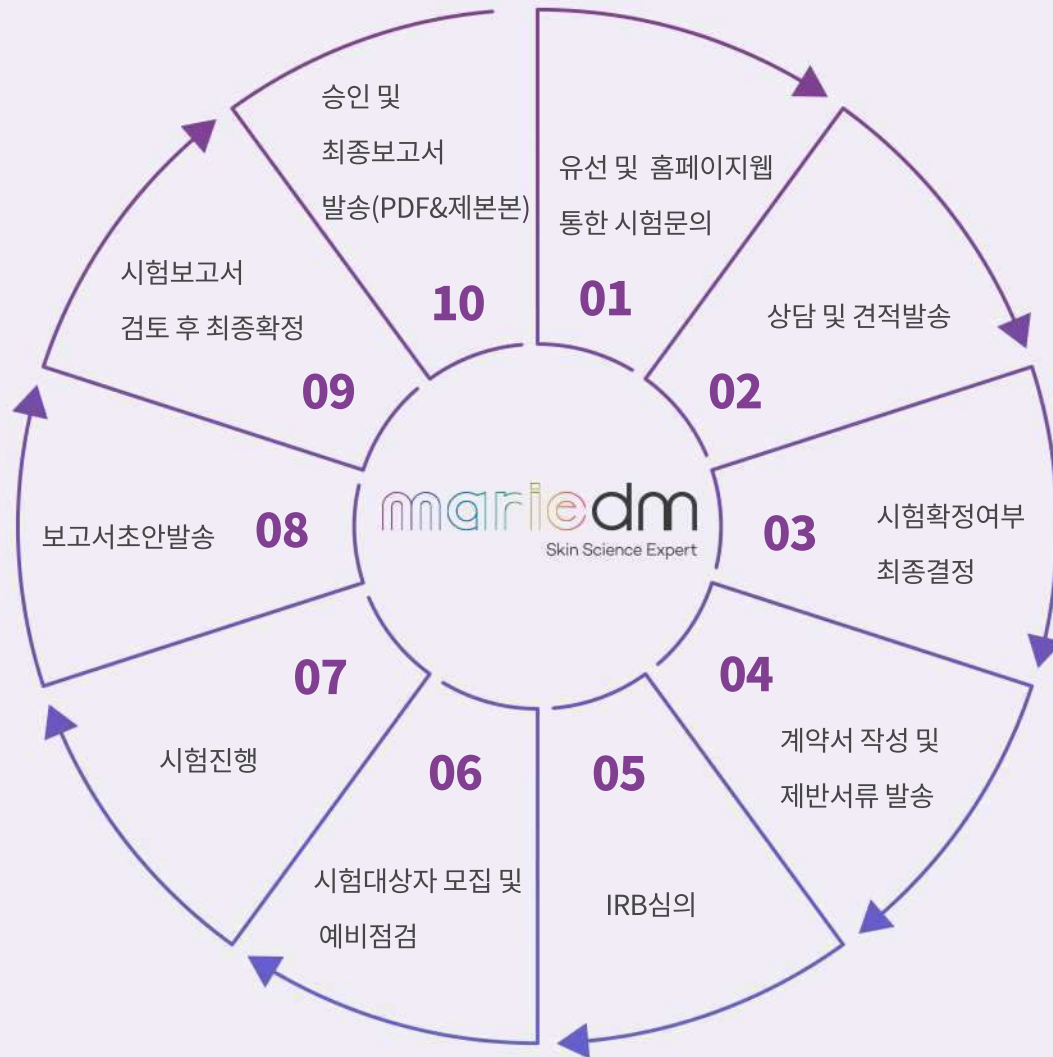 유선 및 홈페이지웹
통한 시험문의
01
상담 및 견적발송
02
시험확정여부
최종결정
03
계약서 작성 및
제반서류 발송
04
IRB심의
05
시험대상자 모집 및
예비점검
06
시험진행
07
보고서초안발송
08
시험보고서
검토 후 최종확정
09
승인 및
최종보고서
발송(PDF&제본본)
10
mariedm
Skin Science Expert